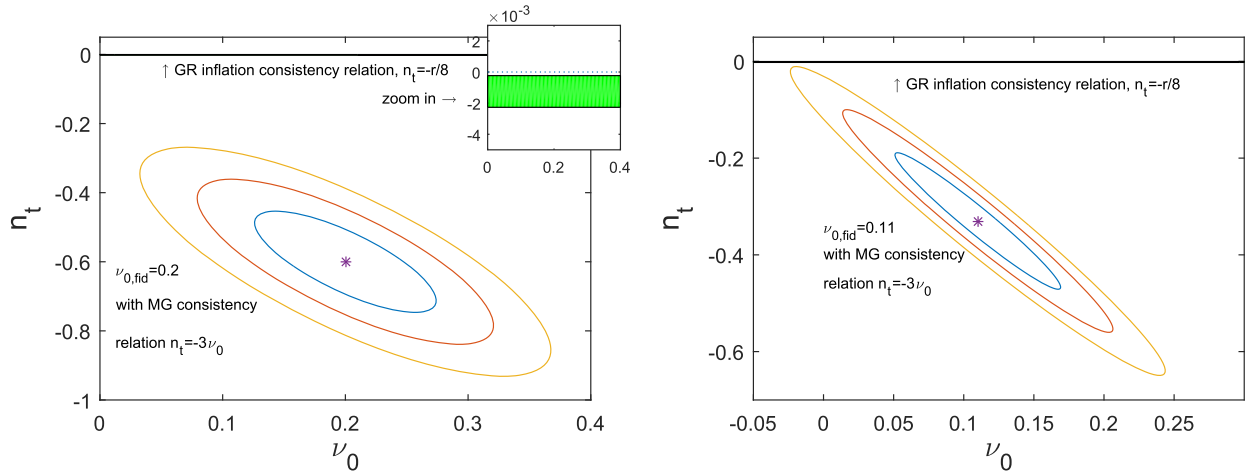 ×10⁻³
2
0
-2
-4
0
0.4
zoom in →
0
-0.2
-0.4
-0.6
-0.8
-1
↑ GR inflation consistency relation, n_t=-r/8
ν_0,fid=0.2
with MG consistency
relation n_t=-3ν_0
0
0.1
0.2
0.3
0.4
ν_0
n_t
0
-0.2
-0.4
-0.6
↑ GR inflation consistency relation, n_t=-r/8
ν_0,fid=0.11
with MG consistency
relation n_t=-3ν_0
-0.05
0
0.05
0.1
0.15
0.2
0.25
ν_0
n_t